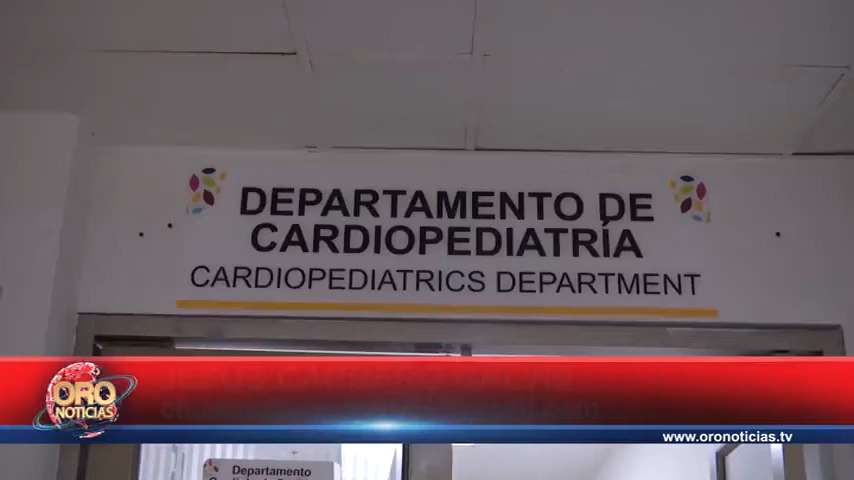 DEPARTAMENTO DE
CARDIOPEDIATRÍA
CARDIOPEDIATRICS DEPARTMENT
ORO
NOTICIAS
www.oronoticias.tv
Departamento